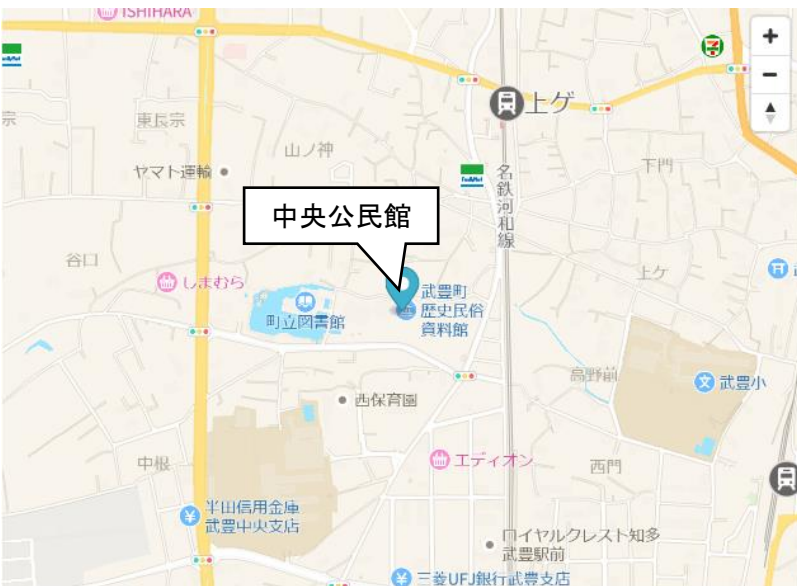 ISHIHARA
FamilyMart
宗
東長宗
山ノ神
ヤマト運輸
上ゲ
下門
FamilyMart
名鉄河和線
中央公民館
谷口
しまむら
町立図書館
武豊町
歴史民俗
資料館
上ケ
高野前
武豊小
西保育園
中根
エディオン
西門
半田信用金庫
武豊中央支店
ロイヤルクレスト知多
武豊駅前
三菱UFJ銀行武豊支店